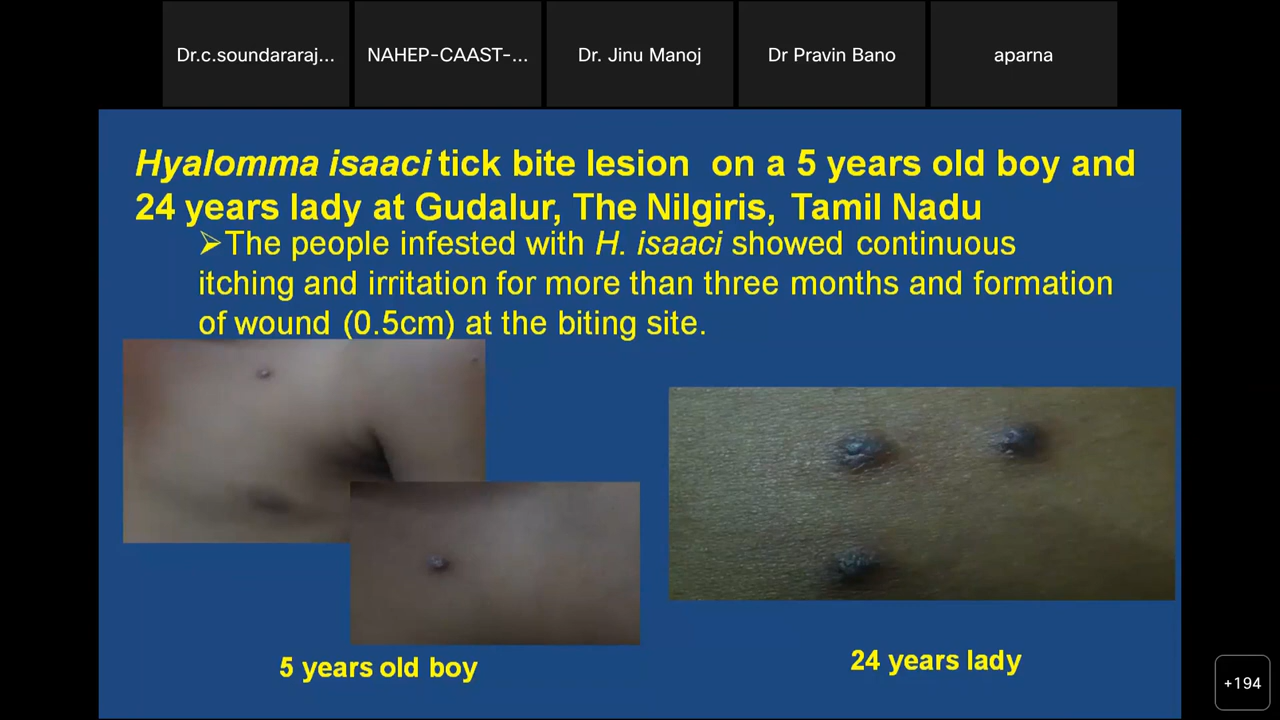 Dr.c.soundararaj...
NAHEP-CAAST-...
Dr. Jinu Manoj
Dr Pravin Bano
aparna
Hyalomma isaaci tick bite lesion on a 5 years old boy and
24 years lady at Gudalur, The Nilgiris, Tamil Nadu
➢The people infested with H. isaaci showed continuous
itching and irritation for more than three months and formation
of wound (0.5cm) at the biting site.
5 years old boy
24 years lady
+194